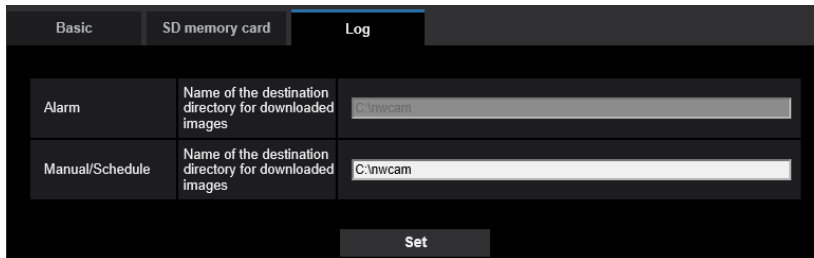 Basic SD memory card Log
Alarm
Name of the destination
directory for downloaded
images
C:\nwcam
Manual/Schedule
Name of the destination
directory for downloaded
images
C:\nwcam
Set